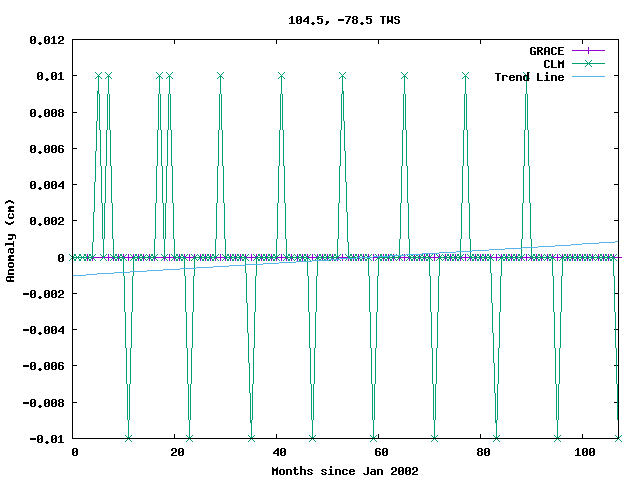 104.5, -78.5 TWS
GRACE
CLM
Trend Line
0.012
0.01
0.008
0.006
0.004
0.002
0
-0.002
-0.004
-0.006
-0.008
-0.01
Anomaly (cm)
0 20 40 60 80 100
Months since Jan 2002